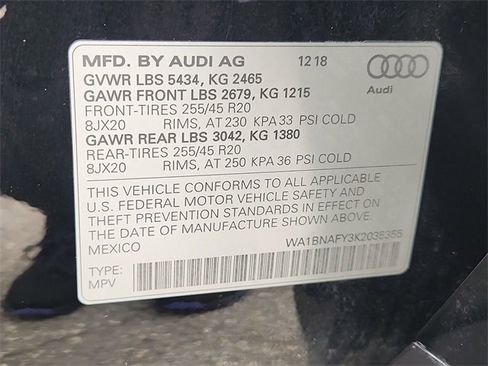 MFD. BY AUDI AG 12 18
GVWR LBS 5434, KG 2465
GAWR FRONT LBS 2679, KG 1215
FRONT-TIRES 255/45 R20
8JX20 RIMS, AT 230 KPA 33 PSI COLD
GAWR REAR LBS 3042, KG 1380
REAR-TIRES 255/45 R20
8JX20 RIMS, AT 250 KPA 36 PSI COLD
Audi
THIS VEHICLE CONFORMS TO ALL APPLICABLE
U.S. FEDERAL MOTOR VEHICLE SAFETY AND
THEFT PREVENTION STANDARDS IN EFFECT ON
THE DATE OF MANUFACTURE SHOWN ABOVE.
MEXICO WA1BNAFY3K2035355
TYPE:
MPV